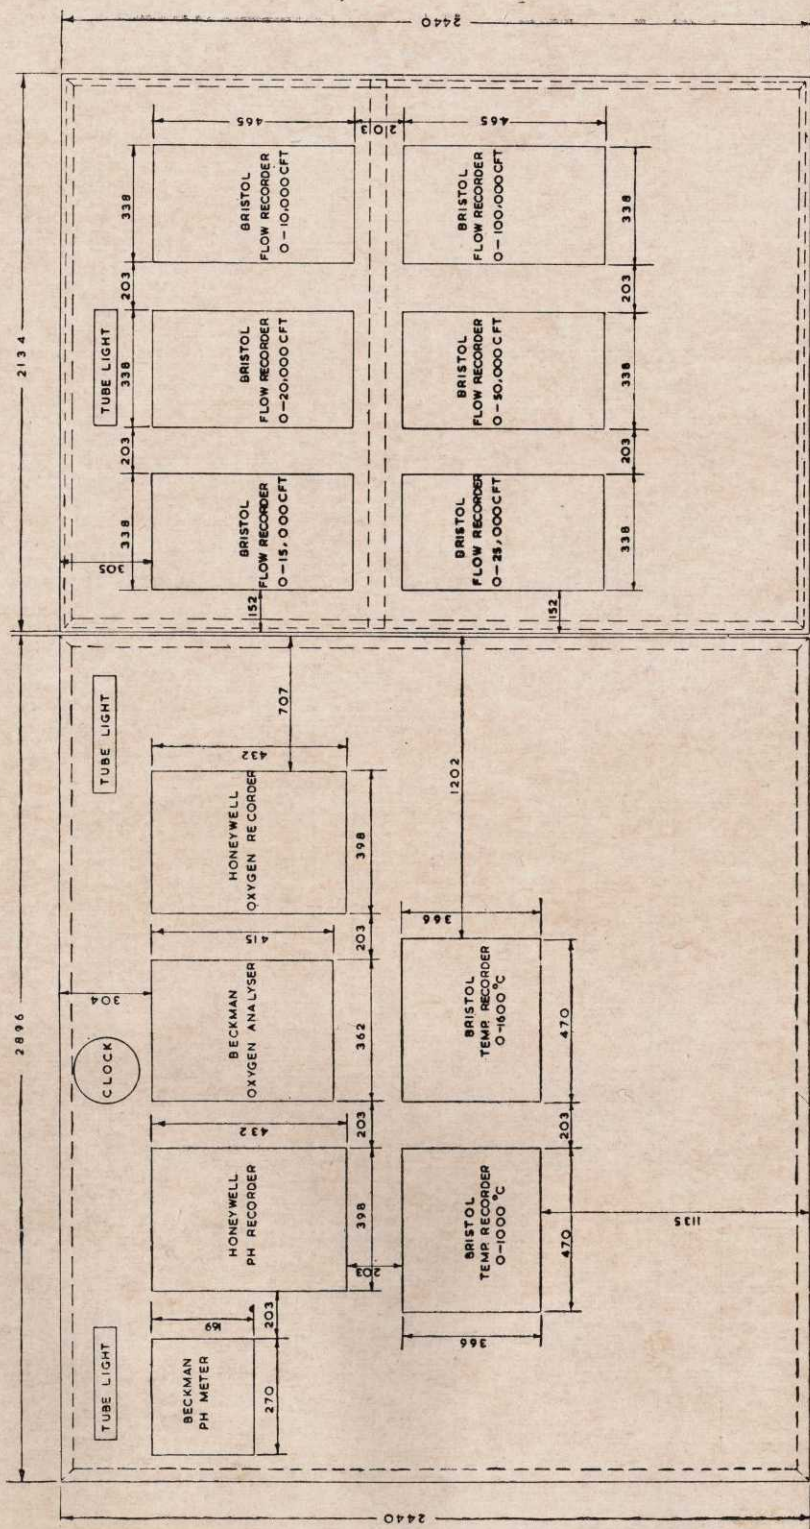 2896
2134
2440
2440
TUBE LIGHT
CLOCK
TUBE LIGHT
TUBE LIGHT
304
305
338
203
338
203
338
BECKMAN
PH METER
169
270
203
HONEYWELL
PH RECORDER
432
398
203
BECKMAN
OXYGEN ANALYSER
415
362
203
HONEYWELL
OXYGEN RECORDER
432
398
707
BRISTOL
FLOW RECORDER
0-15,000 CFT
152
BRISTOL
FLOW RECORDER
0-20,000 CFT
BRISTOL
FLOW RECORDER
0-10,000 CFT
465
203
203
BRISTOL
TEMP. RECORDER
0-1000 °C
366
470
203
BRISTOL
TEMP. RECORDER
0-1600 °C
366
470
1202
1135
BRISTOL
FLOW RECORDER
0-25,000 CFT
152
BRISTOL
FLOW RECORDER
0-50,000 CFT
BRISTOL
FLOW RECORDER
0-100,000 CFT
465
338
203
338
203
338